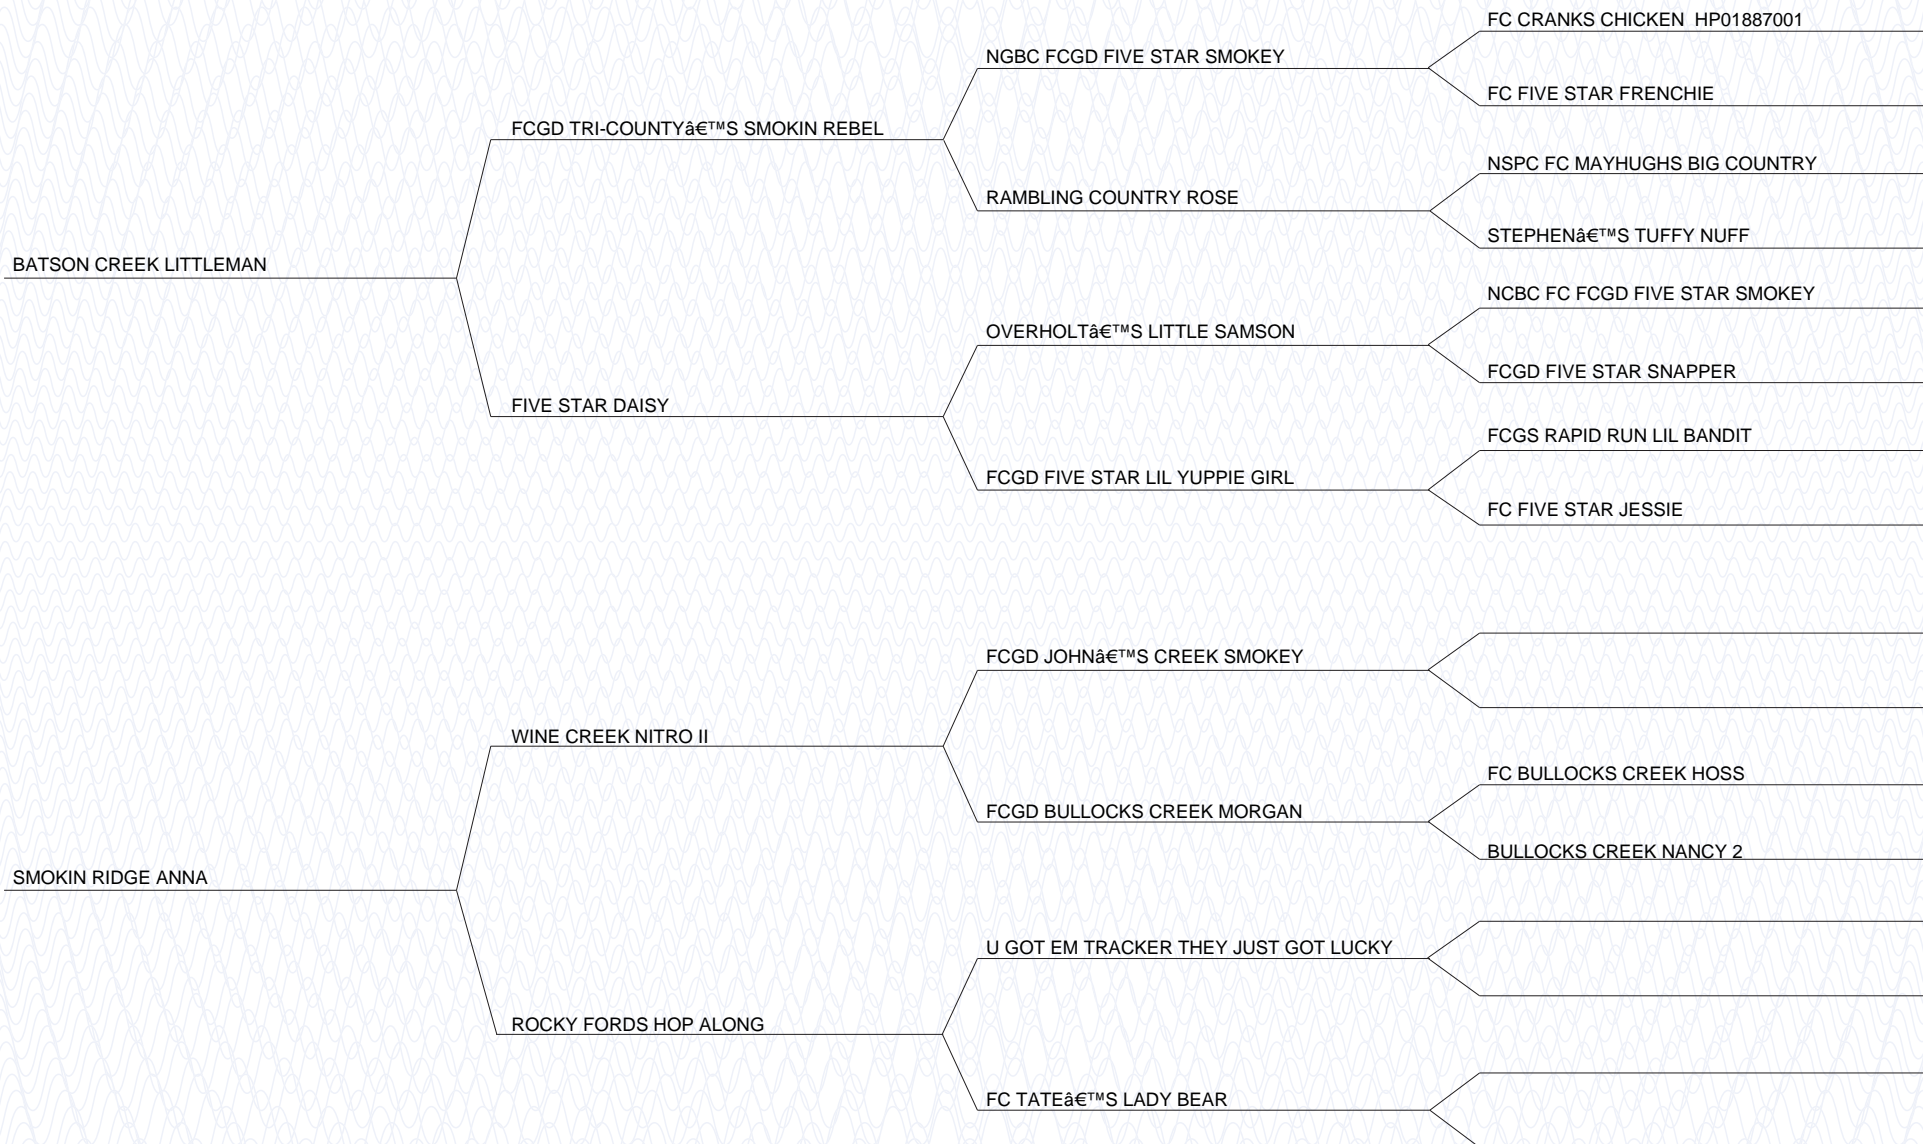 FC CRANKS CHICKEN  HP01887001
NGBC FCGD FIVE STAR SMOKEY
FC FIVE STAR FRENCHIE
FCGD TRI-COUNTYâ€™S SMOKIN REBEL
NSPC FC MAYHUGHS BIG COUNTRY
RAMBLING COUNTRY ROSE
STEPHENâ€™S TUFFY NUFF
BATSON CREEK LITTLEMAN
NCBC FC FCGD FIVE STAR SMOKEY
OVERHOLTâ€™S LITTLE SAMSON
FCGD FIVE STAR SNAPPER
FIVE STAR DAISY
FCGS RAPID RUN LIL BANDIT
FCGD FIVE STAR LIL YUPPIE GIRL
FC FIVE STAR JESSIE
FCGD JOHNâ€™S CREEK SMOKEY
WINE CREEK NITRO II
FC BULLOCKS CREEK HOSS
FCGD BULLOCKS CREEK MORGAN
BULLOCKS CREEK NANCY 2
SMOKIN RIDGE ANNA
U GOT EM TRACKER THEY JUST GOT LUCKY
ROCKY FORDS HOP ALONG
FC TATEâ€™S LADY BEAR